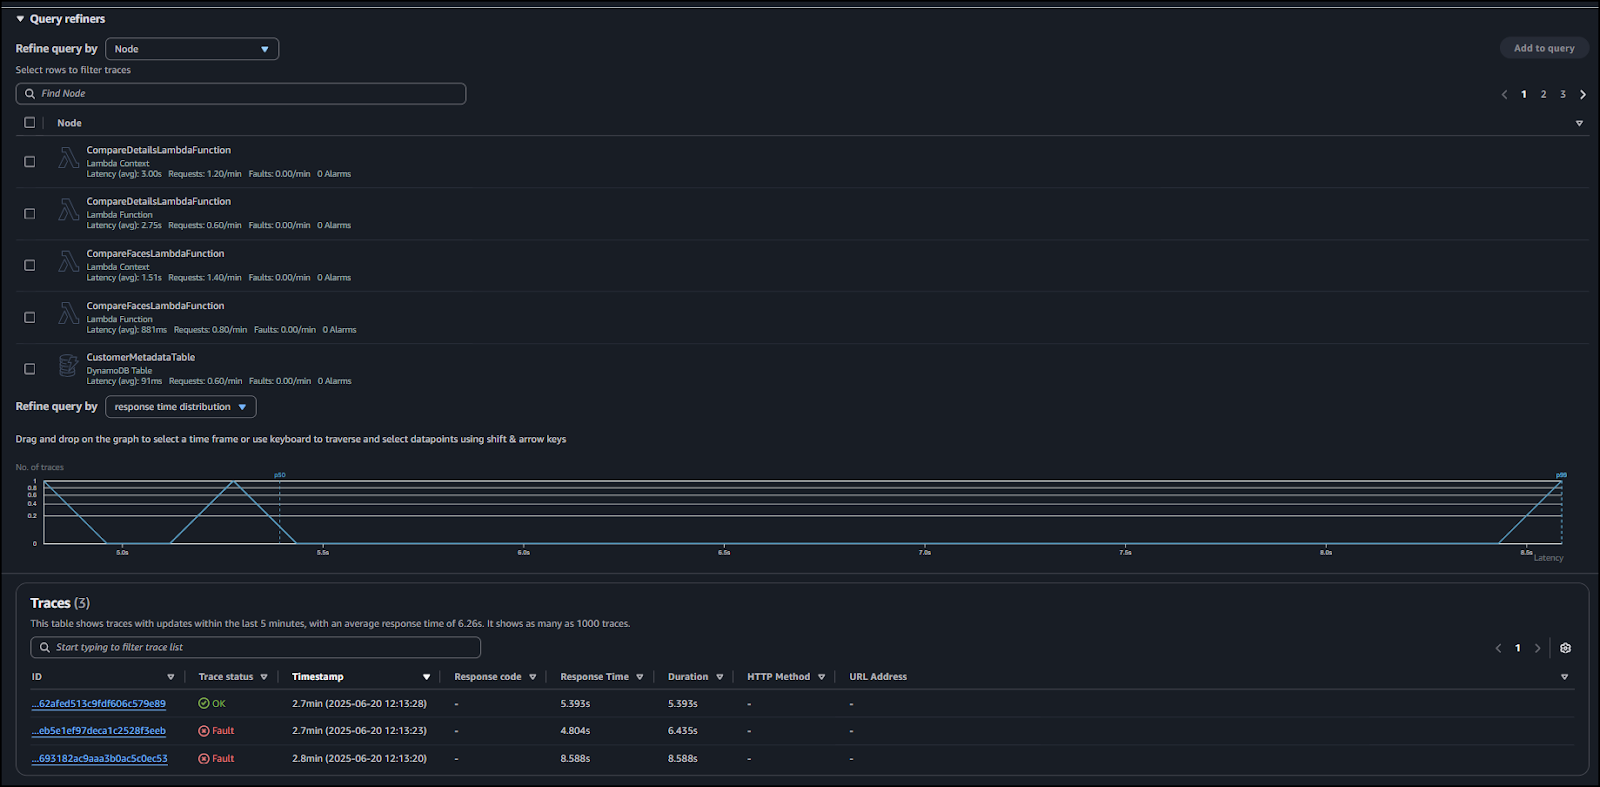 Query refiners
Refine query by Node Add to query
Select rows to filter traces
Find Node 1 2 3
Node
CompareDetailsLambdaFunction
Lambda Context
Latency (avg): 3.00s Requests: 1.20/min Faults: 0.00/min 0 Alarms
CompareDetailsLambdaFunction
Lambda Function
Latency (avg): 2.75s Requests: 0.60/min Faults: 0.00/min 0 Alarms
CompareFacesLambdaFunction
Lambda Context
Latency (avg): 1.51s Requests: 1.40/min Faults: 0.00/min 0 Alarms
CompareFacesLambdaFunction
Lambda Function
Latency (avg): 881ms Requests: 0.80/min Faults: 0.00/min 0 Alarms
CustomerMetadataTable
DynamoDB Table
Latency (avg): 91ms Requests: 0.60/min Faults: 0.00/min 0 Alarms
Refine query by response time distribution
Drag and drop on the graph to select a time frame or use keyboard to traverse and select datapoints using shift & arrow keys
No. of traces
p50 p99
1
0.8
0.6
0.4
0.2
0
5.0s 5.5s 6.0s 6.5s 7.0s 7.5s 8.0s 8.5s
Latency
Traces (3)
This table shows traces with updates within the last 5 minutes, with an average response time of 6.26s. It shows as many as 1000 traces.
Start typing to filter trace list 1
ID Trace status Timestamp Response code Response Time Duration HTTP Method URL Address
...62afed513c9fdf606c579e89 OK 2.7min (2025-06-20 12:13:28) - 5.393s 5.393s - -
...eb5e1ef97deca1c2528f3eeb Fault 2.7min (2025-06-20 12:13:23) - 4.804s 6.435s - -
...693182ac9aaa3b0ac5c0ec53 Fault 2.8min (2025-06-20 12:13:20) - 8.588s 8.588s - -